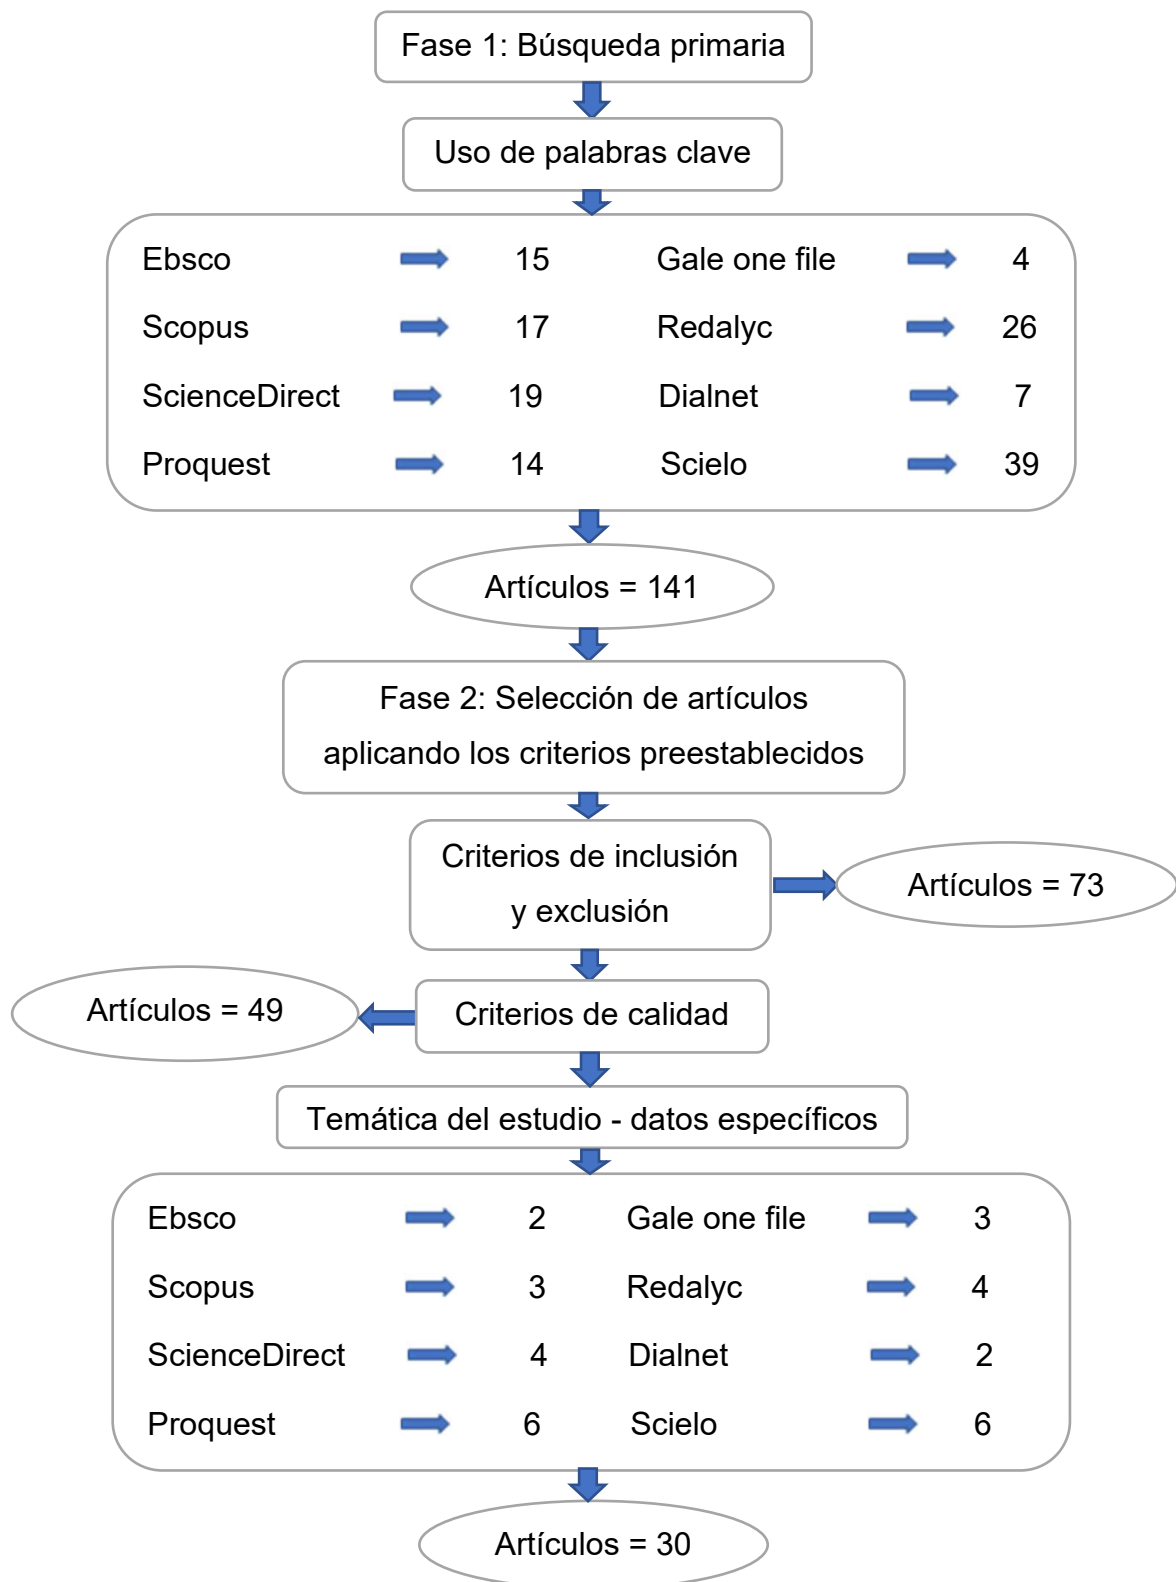 Fase 1: Búsqueda primaria
Uso de palabras clave
Ebsco 15 Gale one file 4
Scopus 17 Redalyc 26
ScienceDirect 19 Dialnet 7
Proquest 14 Scielo 39
Artículos = 141
Fase 2: Selección de artículos
aplicando los criterios preestablecidos
Criterios de inclusión
y exclusión
Artículos = 73
Artículos = 49
Criterios de calidad
Temática del estudio - datos específicos
Ebsco 2 Gale one file 3
Scopus 3 Redalyc 4
ScienceDirect 4 Dialnet 2
Proquest 6 Scielo 6
Artículos = 30